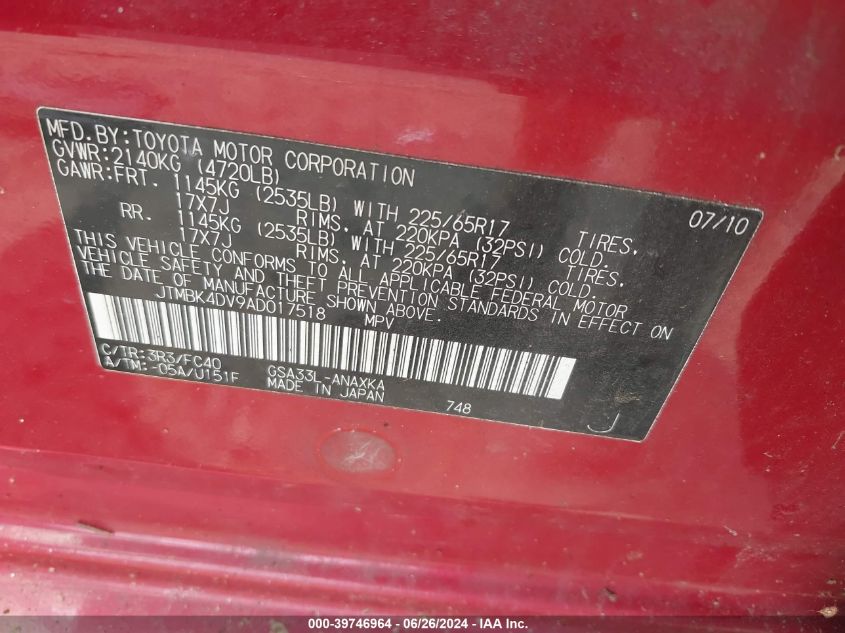 MFD.BY:TOYOTA MOTOR CORPORATION 07/10
GVWR:2140KG (4720LB)
GAWR:FRT. 1145KG (2535LB) WITH 225/65R17 TIRES,
17X7J RIMS, AT 220KPA (32PSI) COLD.
RR. 1145KG (2535LB) WITH 225/65R17 TIRES,
17X7J RIMS, AT 220KPA (32PSI) COLD.
THIS VEHICLE CONFORMS TO ALL APPLICABLE FEDERAL MOTOR
VEHICLE SAFETY AND THEFT PREVENTION STANDARDS IN EFFECT ON
THE DATE OF MANUFACTURE SHOWN ABOVE.
JTMBK4DV9AD017518 MPV
C/TR:3R3/FC40 GSA33L-ANAXKA
A/TM:-05A/U151F MADE IN JAPAN
748
J
000-39746964 - 06/26/2024 - IAA Inc.